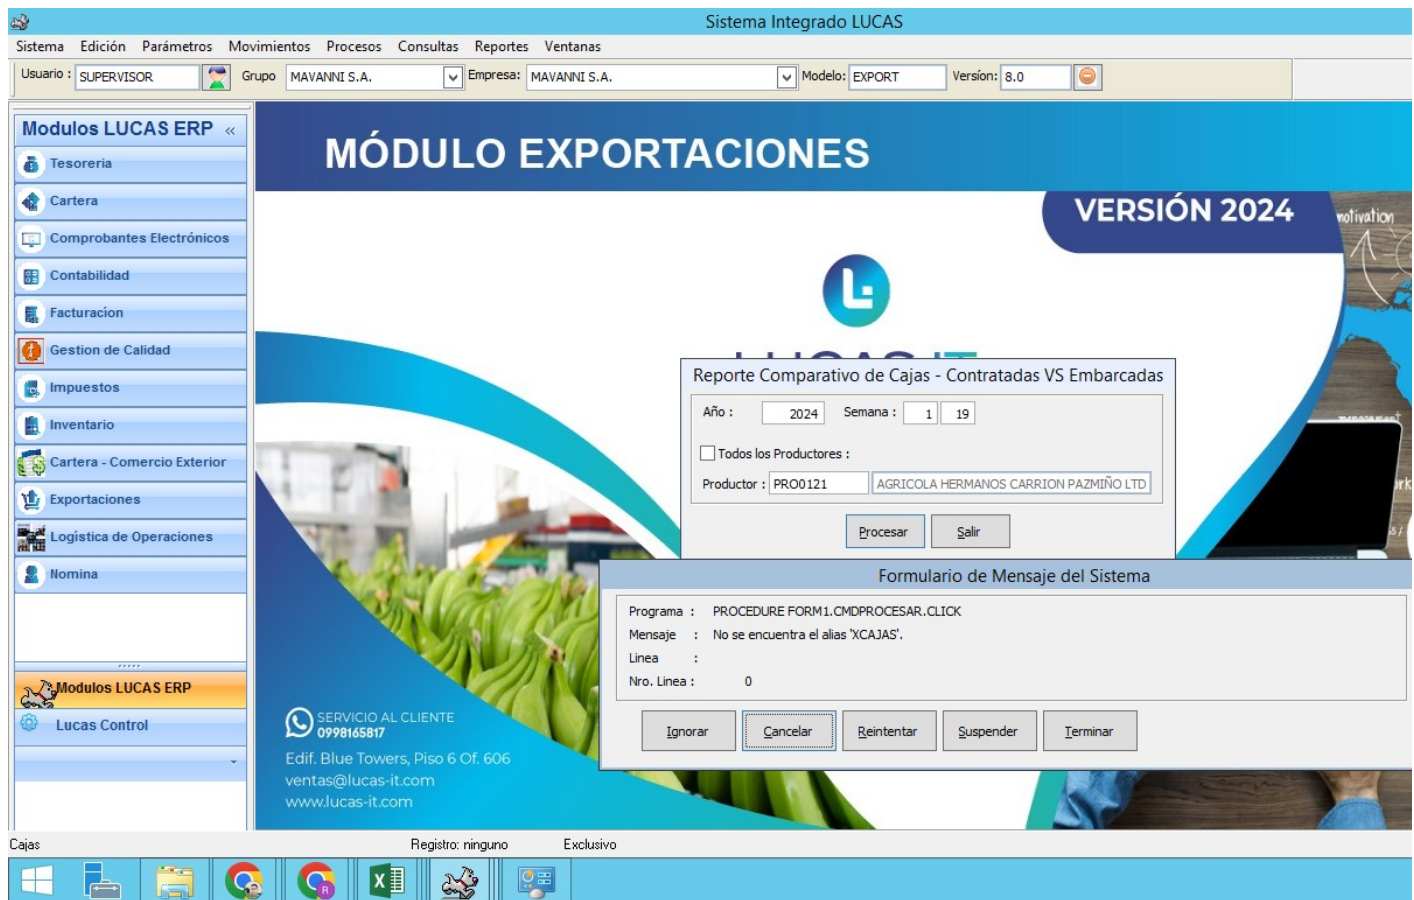 Sistema Integrado LUCAS
Sistema Edición Parámetros Movimientos Procesos Consultas Reportes Ventanas
Usuario : SUPERVISOR Grupo MAVANNI S.A. Empresa: MAVANNI S.A. Modelo: EXPORT Versíon: 8.0
Modulos LUCAS ERP «
Tesoreria
Cartera
Comprobantes Electrónicos
Contabilidad
Facturacíon
Gestion de Calidad
Impuestos
Inventario
Cartera - Comercio Exterior
Exportaciones
Logística de Operaciones
Nomina
Modulos LUCAS ERP
Lucas Control
MÓDULO EXPORTACIONES
VERSIÓN 2024
motivation
LUCAS IT
Reporte Comparativo de Cajas - Contratadas VS Embarcadas
Año : 2024 Semana : 1 19
Todos los Productores :
Productor : PRO0121 AGRICOLA HERMANOS CARRION PAZMIÑO LTD
Procesar Salir
Formulario de Mensaje del Sistema
Programa : PROCEDURE FORM1.CMDPROCESAR.CLICK
Mensaje : No se encuentra el alias 'XCAJAS'.
Linea :
Nro. Linea : 0
Ignorar Cancelar Reintentar Suspender Terminar
SERVICIO AL CLIENTE
0998165817
Edif. Blue Towers, Piso 6 Of. 606
ventas@lucas-it.com
www.lucas-it.com
Cajas Registro: ninguno Exclusivo